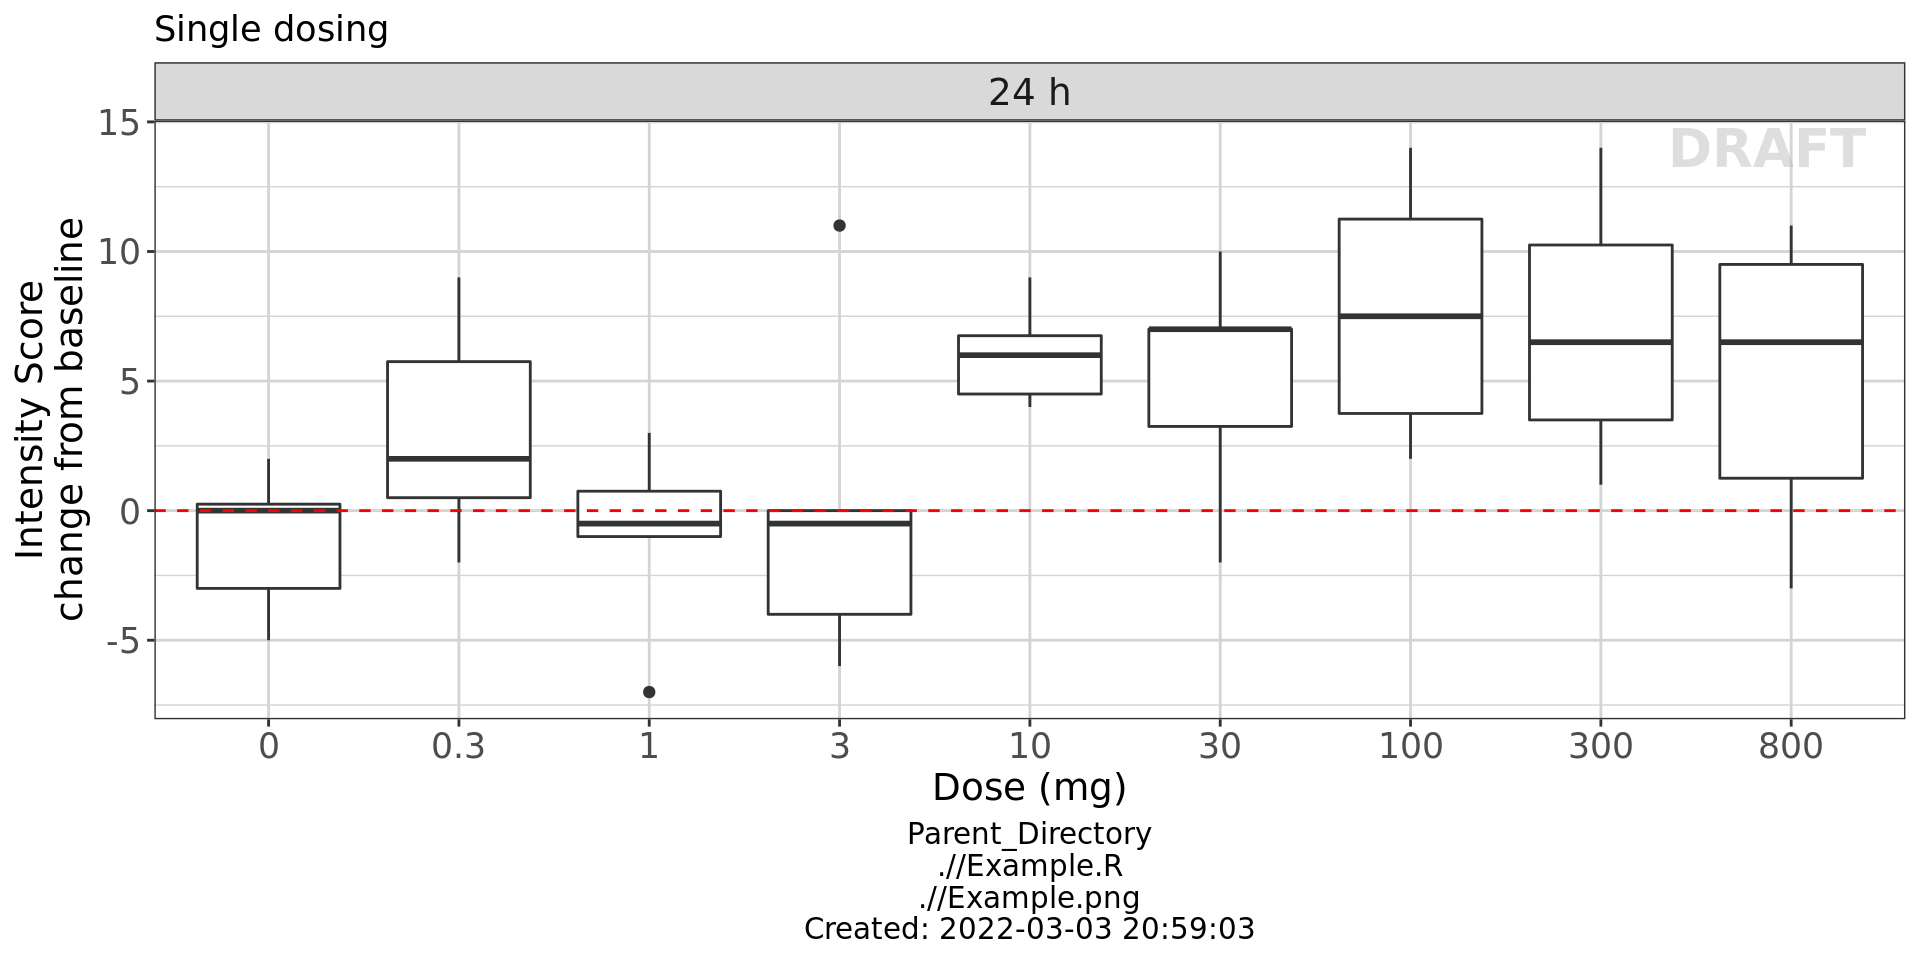 Single dosing
24 h
DRAFT
15
10
5
0
-5
Intensity Score
change from baseline
0 0.3 1 3 10 30 100 300 800
Dose (mg)
Parent_Directory
.//Example.R
.//Example.png
Created: 2022-03-03 20:59:03